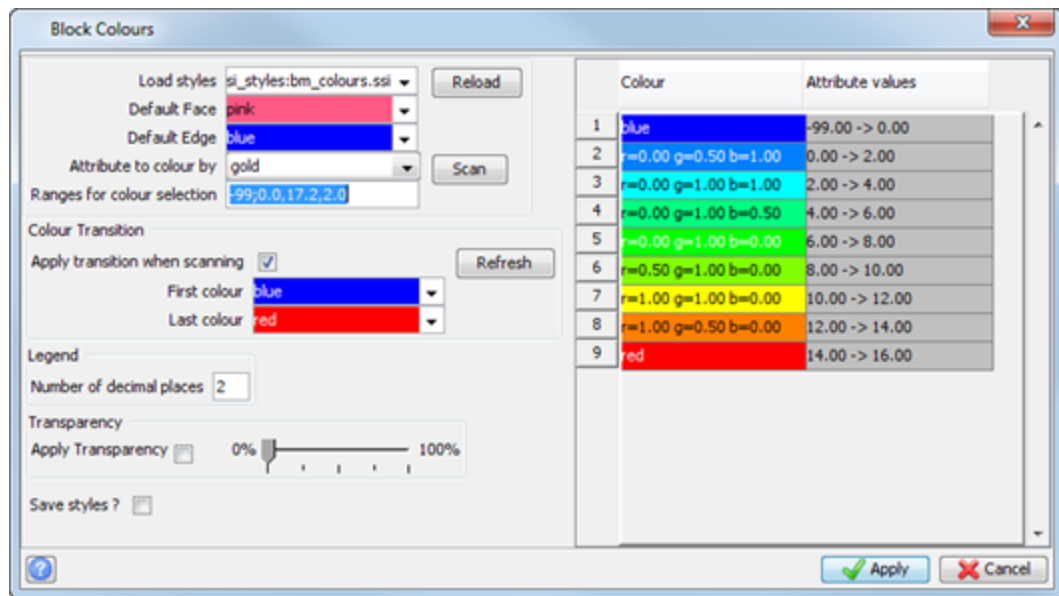 Block Colours
Load styles si_styles:bm_colours.ssi Reload
Default Face pink
Default Edge blue
Attribute to colour by gold Scan
Ranges for colour selection -99;0.0,17.2,2.0
Colour Transition
Apply transition when scanning Refresh
First colour blue
Last colour red
Legend
Number of decimal places 2
Transparency
Apply Transparency 0% 100%
Save styles ?
Colour Attribute values
1 blue -99.00 -> 0.00
2 r=0.00 g=0.50 b=1.00 0.00 -> 2.00
3 r=0.00 g=1.00 b=1.00 2.00 -> 4.00
4 r=0.00 g=1.00 b=0.50 4.00 -> 6.00
5 r=0.00 g=1.00 b=0.00 6.00 -> 8.00
6 r=0.50 g=1.00 b=0.00 8.00 -> 10.00
7 r=1.00 g=1.00 b=0.00 10.00 -> 12.00
8 r=1.00 g=0.50 b=0.00 12.00 -> 14.00
9 red 14.00 -> 16.00
? Apply Cancel